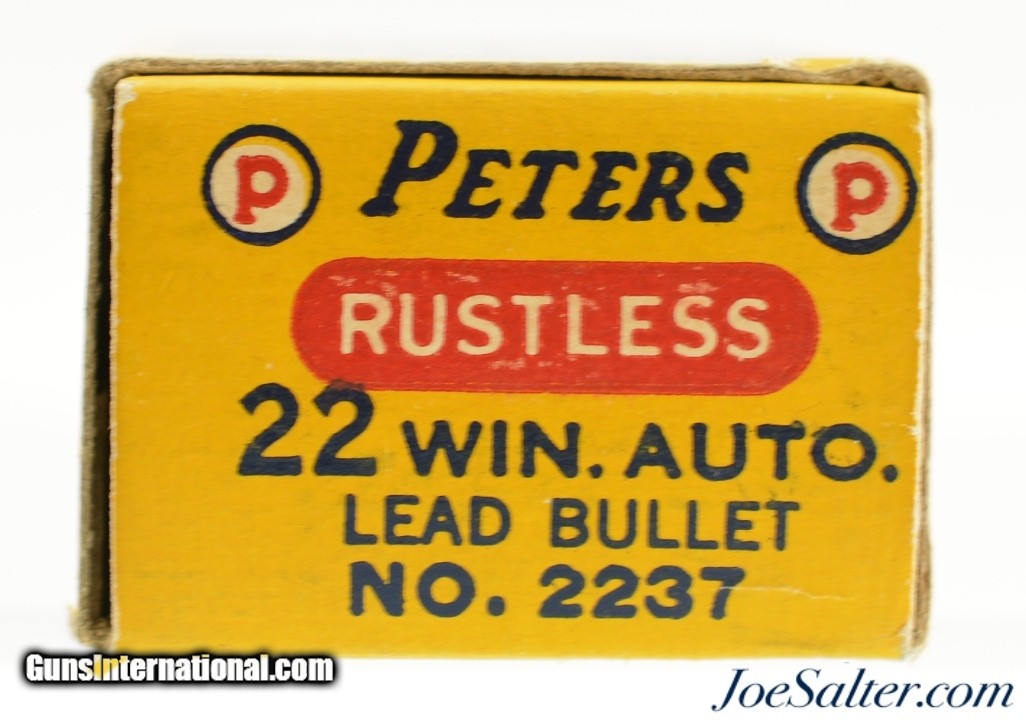 P PETERS P
RUSTLESS
22 WIN. AUTO.
LEAD BULLET
NO. 2237
GunsInternational.com
JoeSalter.com